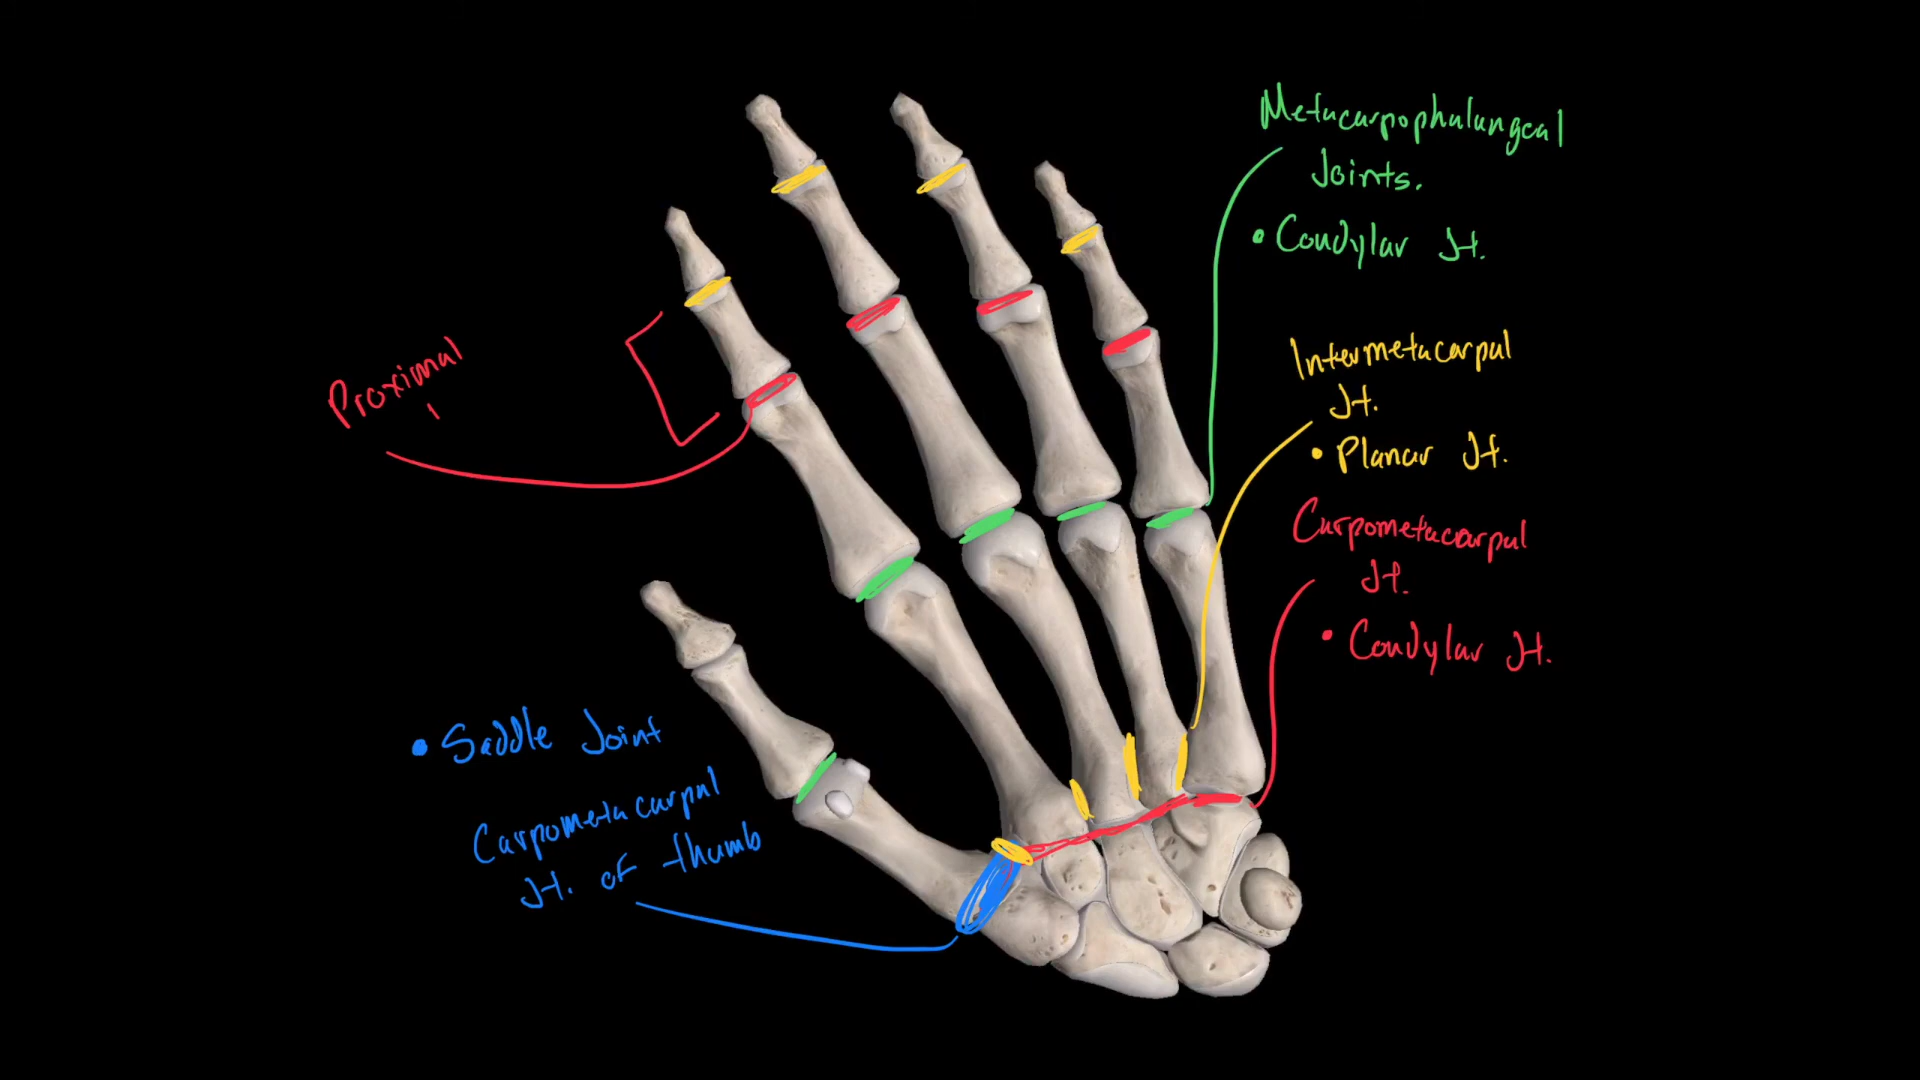 Metacarpophalangeal
Joints.
• Condylar Jt.
Intermetacarpal
Jt.
• Planar Jt.
Carpometacarpal
Jt.
• Condylar Jt.
Proximal
• Saddle Joint
Carpometacarpal
Jt. of thumb